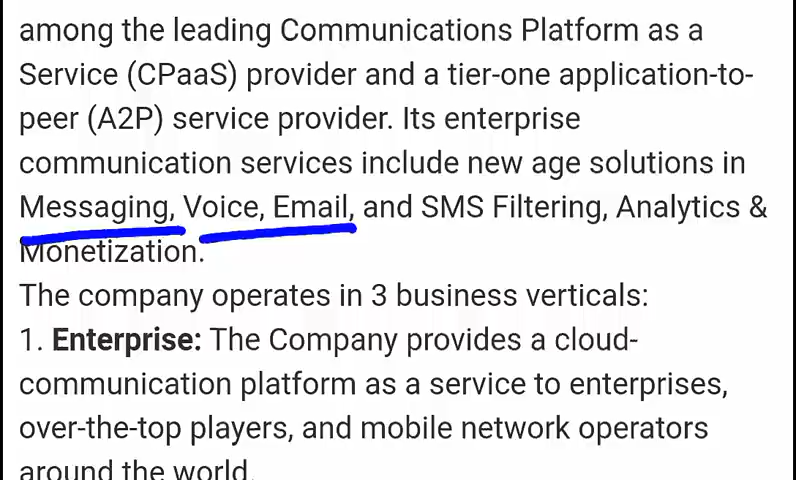 among the leading Communications Platform as a
Service (CPaaS) provider and a tier-one application-to-
peer (A2P) service provider. Its enterprise
communication services include new age solutions in
Messaging, Voice, Email, and SMS Filtering, Analytics &
Monetization.
The company operates in 3 business verticals:
1. Enterprise: The Company provides a cloud-
communication platform as a service to enterprises,
over-the-top players, and mobile network operators
around the world.